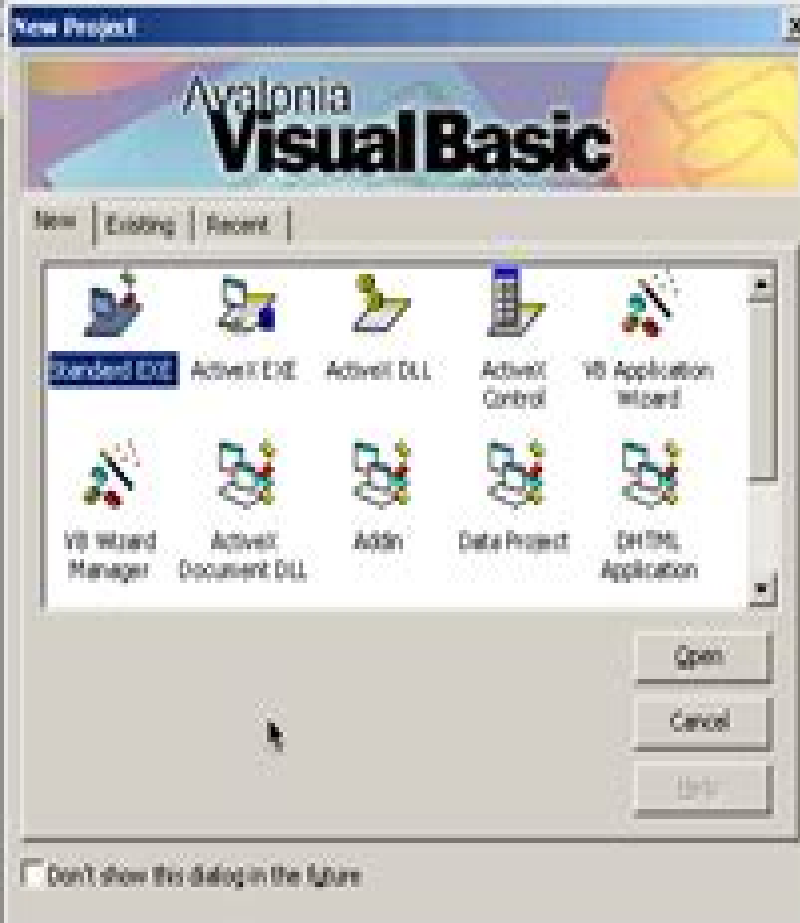 New Project
Avalonia
Visual Basic
New
Existing
Recent
Standard EXE
ActiveX EXE
ActiveX DLL
ActiveX Control
VB Application Wizard
VB Wizard Manager
ActiveX Document DLL
Addin
Data Project
DHTML Application
Open
Cancel
Help
Don't show this dialog in the future